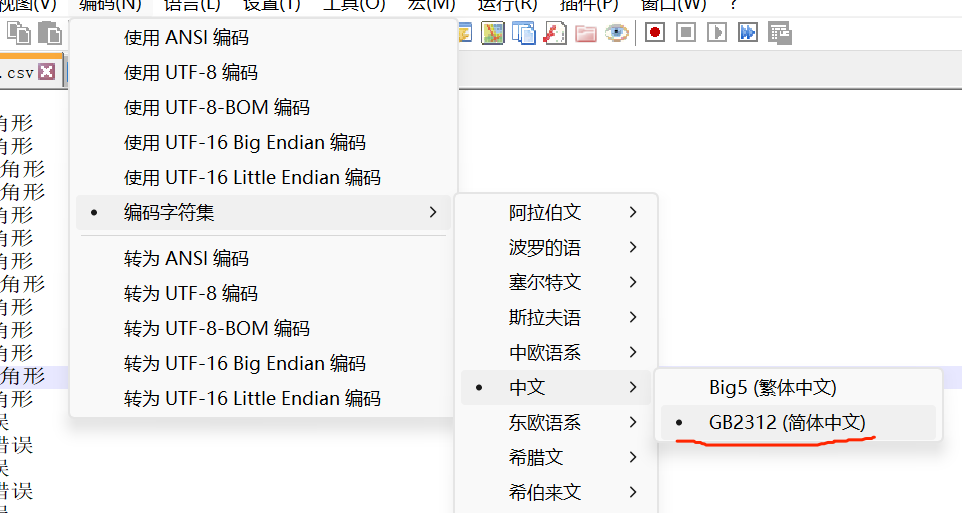 视图(V) 编码(N) 语言(L) 设置(T) 工具(O) 宏(M) 运行(R) 插件(P) 窗口(W) ?
.csv
使用 ANSI 编码
使用 UTF-8 编码
使用 UTF-8-BOM 编码
使用 UTF-16 Big Endian 编码
使用 UTF-16 Little Endian 编码
编码字符集
转为 ANSI 编码
转为 UTF-8 编码
转为 UTF-8-BOM 编码
转为 UTF-16 Big Endian 编码
转为 UTF-16 Little Endian 编码
阿拉伯文
波罗的语
塞尔特文
斯拉夫语
中欧语系
中文
东欧语系
希腊文
希伯来文
Big5 (繁体中文)
GB2312 (简体中文)
角形
角形
角形
角形
角形
角形
角形
角形
角形
角形
角形
角形
角形
误
错误
误
错误